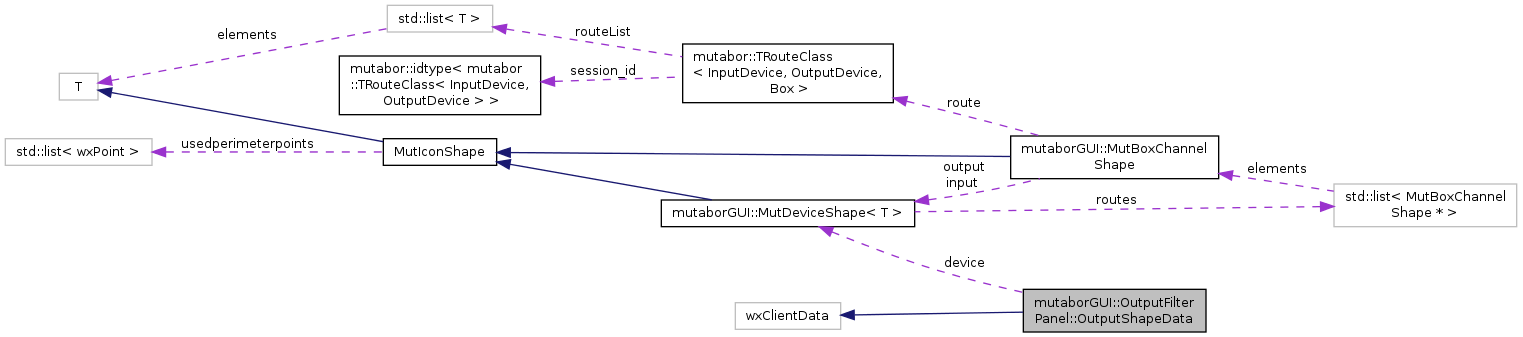 std::list< T >
elements
routeList
mutabor::TRouteClass
< InputDevice, OutputDevice,
Box >
mutabor::idtype< mutabor
::TRouteClass< InputDevice,
OutputDevice > >
session_id
T
route
std::list< wxPoint >
usedperimeterpoints
MutIconShape
mutaborGUI::MutBoxChannel
Shape
output
input
elements
mutaborGUI::MutDeviceShape< T >
routes
std::list< MutBoxChannel
Shape * >
device
wxClientData
mutaborGUI::OutputFilter
Panel::OutputShapeData